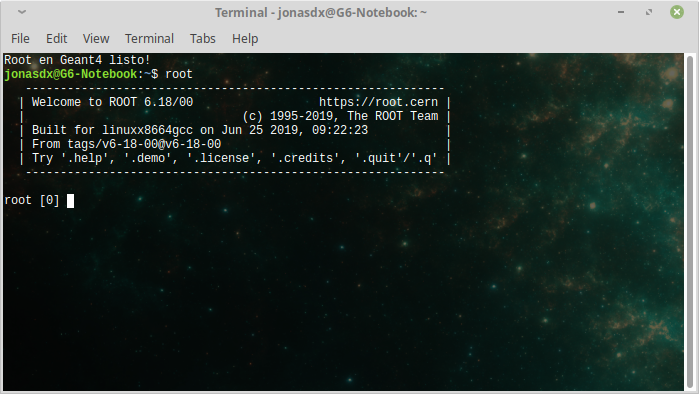 Terminal - jonasdx@G6-Notebook: ~
File Edit View Terminal Tabs Help
Root en Geant4 listo!
jonasdx@G6-Notebook:~$ root
------------------------------------------------------------
| Welcome to ROOT 6.18/00 https://root.cern |
| (c) 1995-2019, The ROOT Team |
| Built for linuxx8664gcc on Jun 25 2019, 09:22:23 |
| From tags/v6-18-00@v6-18-00 |
| Try '.help', '.demo', '.license', '.credits', '.quit'/'.q' |
------------------------------------------------------------
root [0]